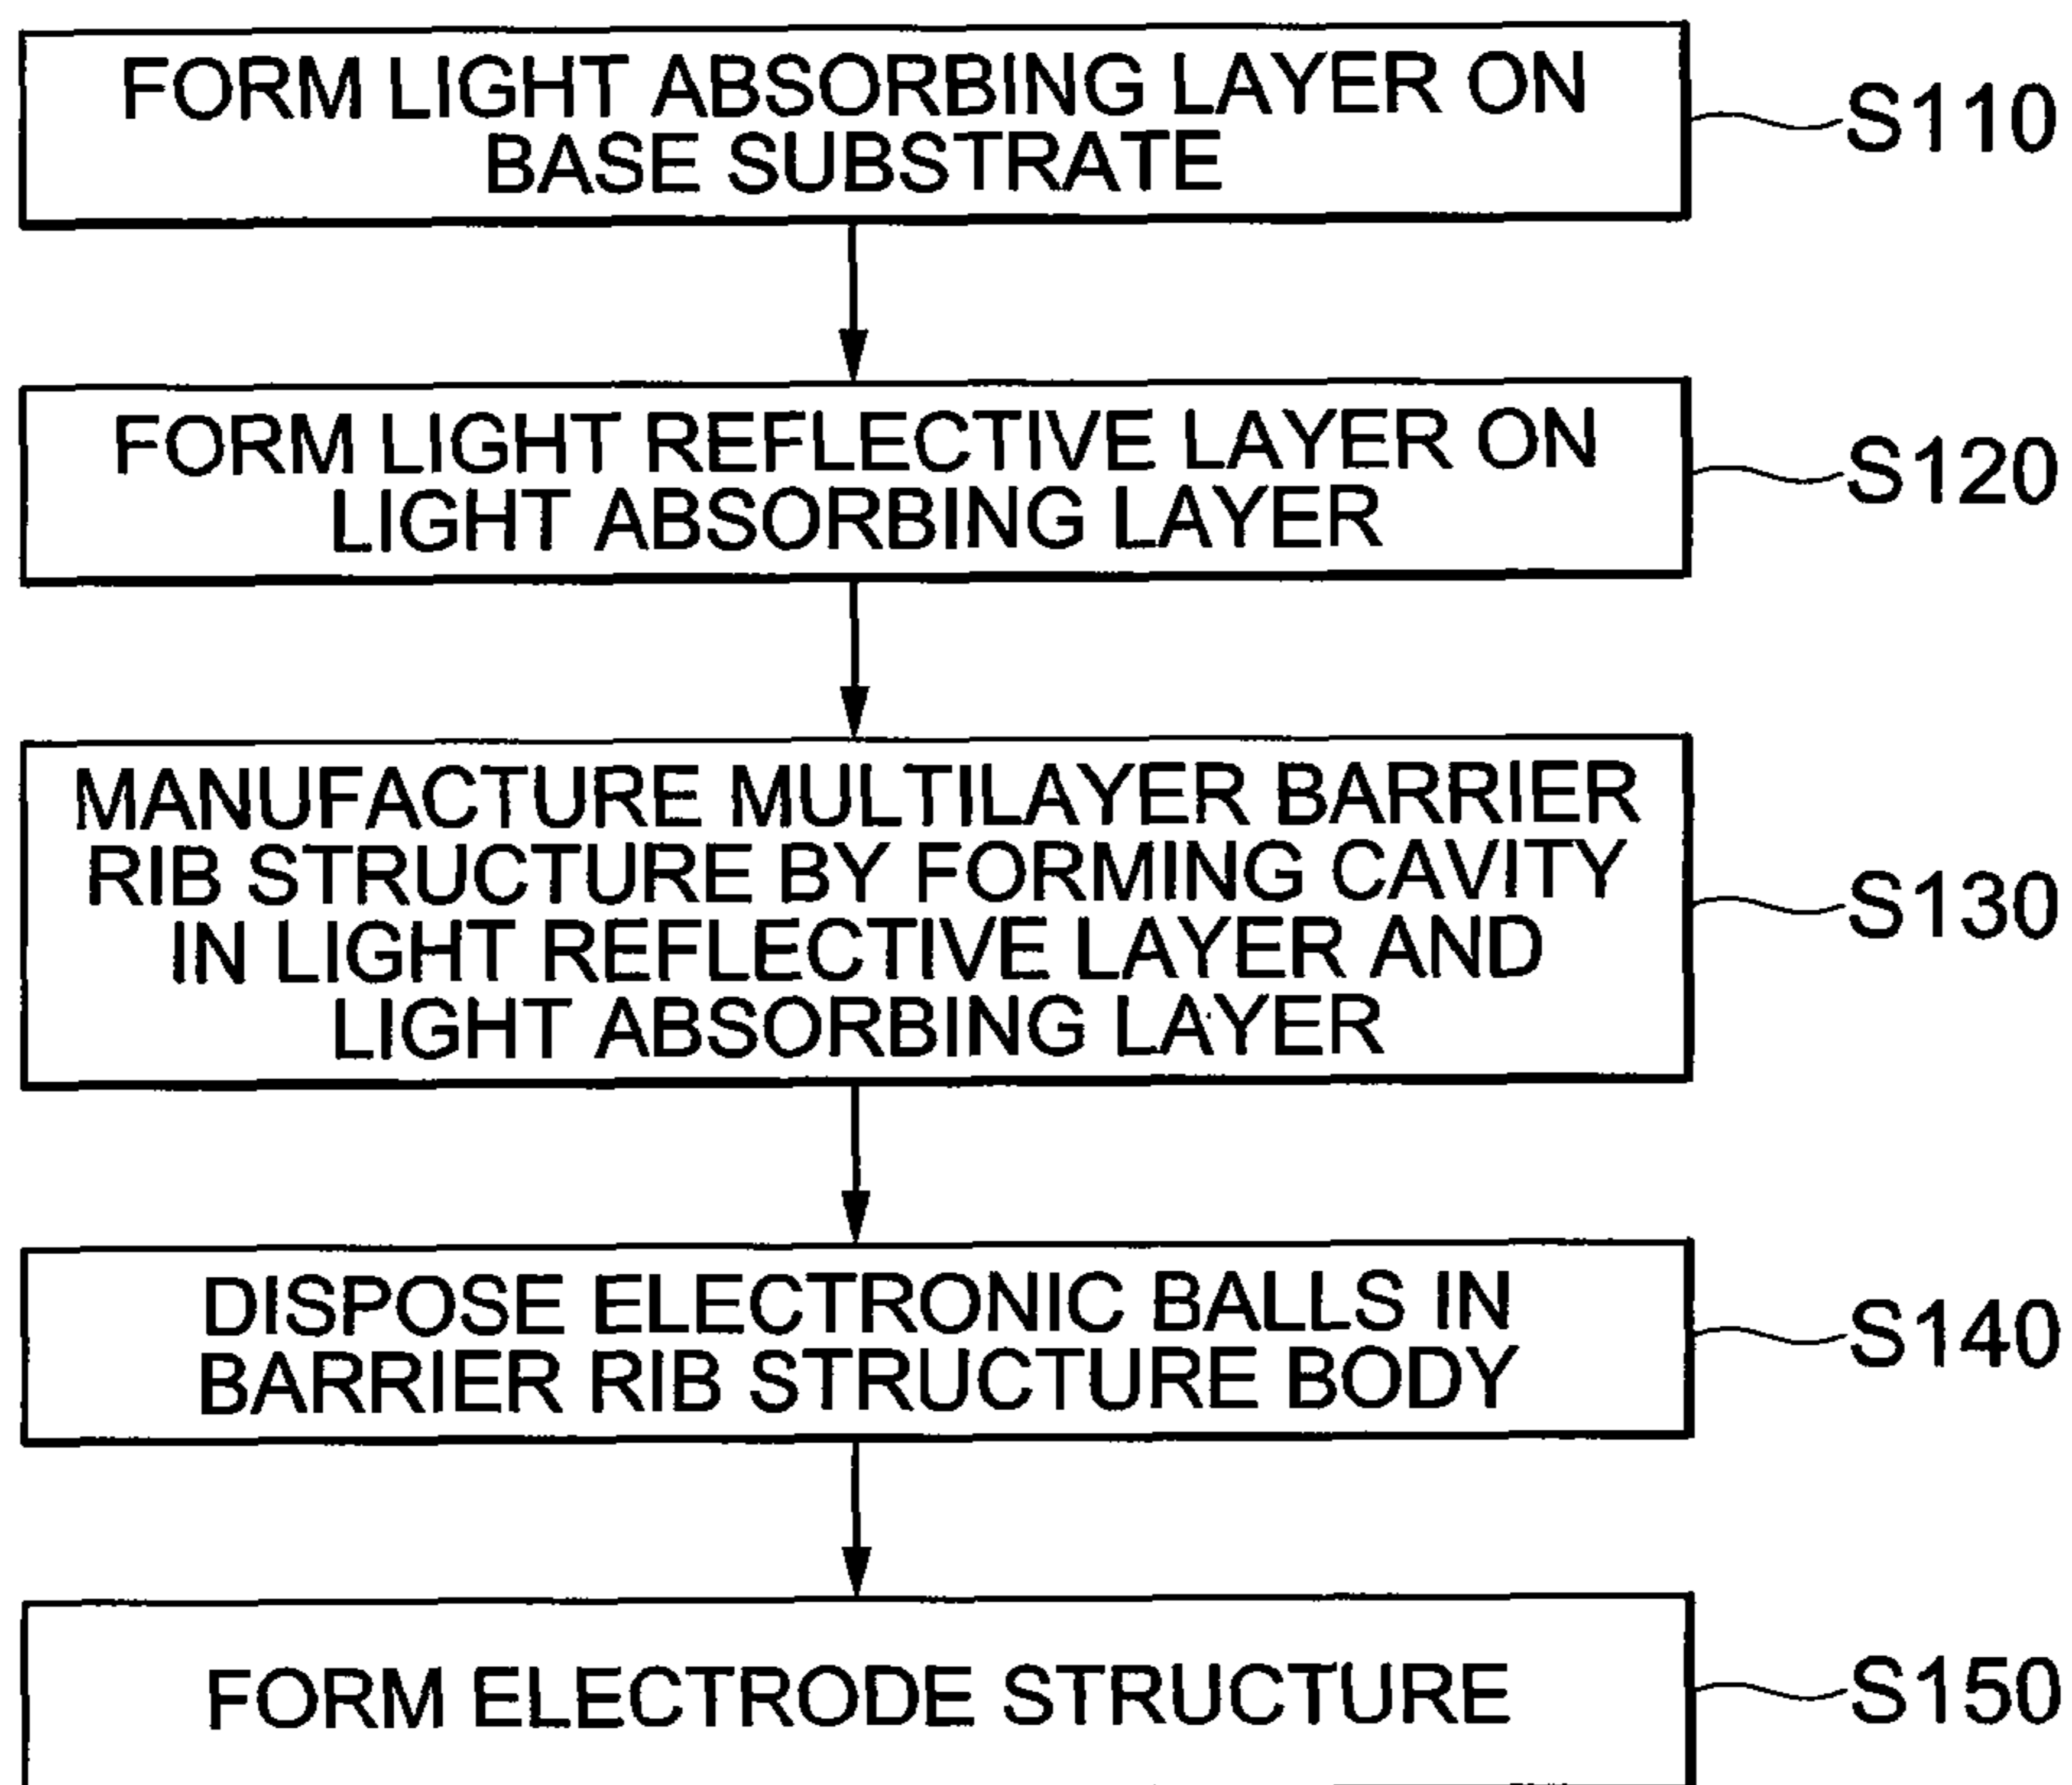 FORM LIGHT ABSORBING LAYER ON
BASE SUBSTRATE
S110
FORM LIGHT REFLECTIVE LAYER ON
LIGHT ABSORBING LAYER
S120
MANUFACTURE MULTILAYER BARRIER
RIB STRUCTURE BY FORMING CAVITY
IN LIGHT REFLECTIVE LAYER AND
LIGHT ABSORBING LAYER
S130
DISPOSE ELECTRONIC BALLS IN
BARRIER RIB STRUCTURE BODY
S140
FORM ELECTRODE STRUCTURE
S150